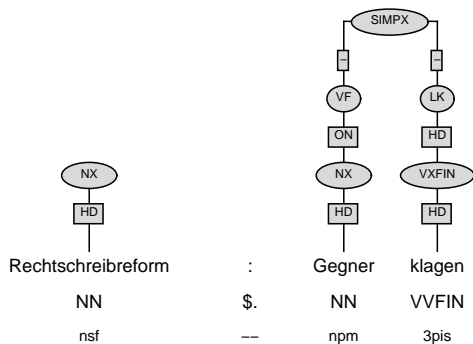 SIMPX
– –
VF LK
ON HD
NX NX VXFIN
HD HD HD
Rechtschreibreform : Gegner klagen
NN $. NN VVFIN
nsf –– npm 3pis